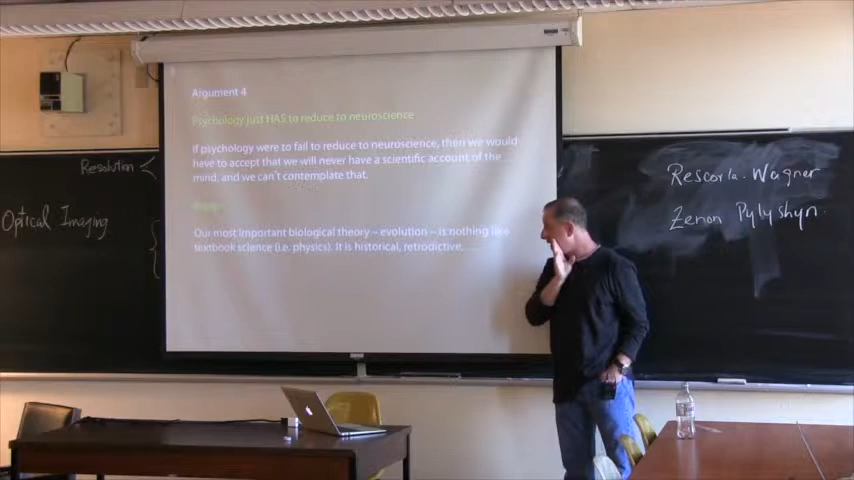 Argument 4
Psychology just HAS to reduce to neuroscience
If psychology were to fail to reduce to neuroscience, then we would
have to accept that we will never have a scientific account of the
mind, and we can't contemplate that.
Our most important biological theory – evolution – is nothing like
textbook science (i.e. physics). It is historical, retrodictive.
Resolution <
Optical Imaging
Rescorla. Wagner
Zenon Pylyshyn.